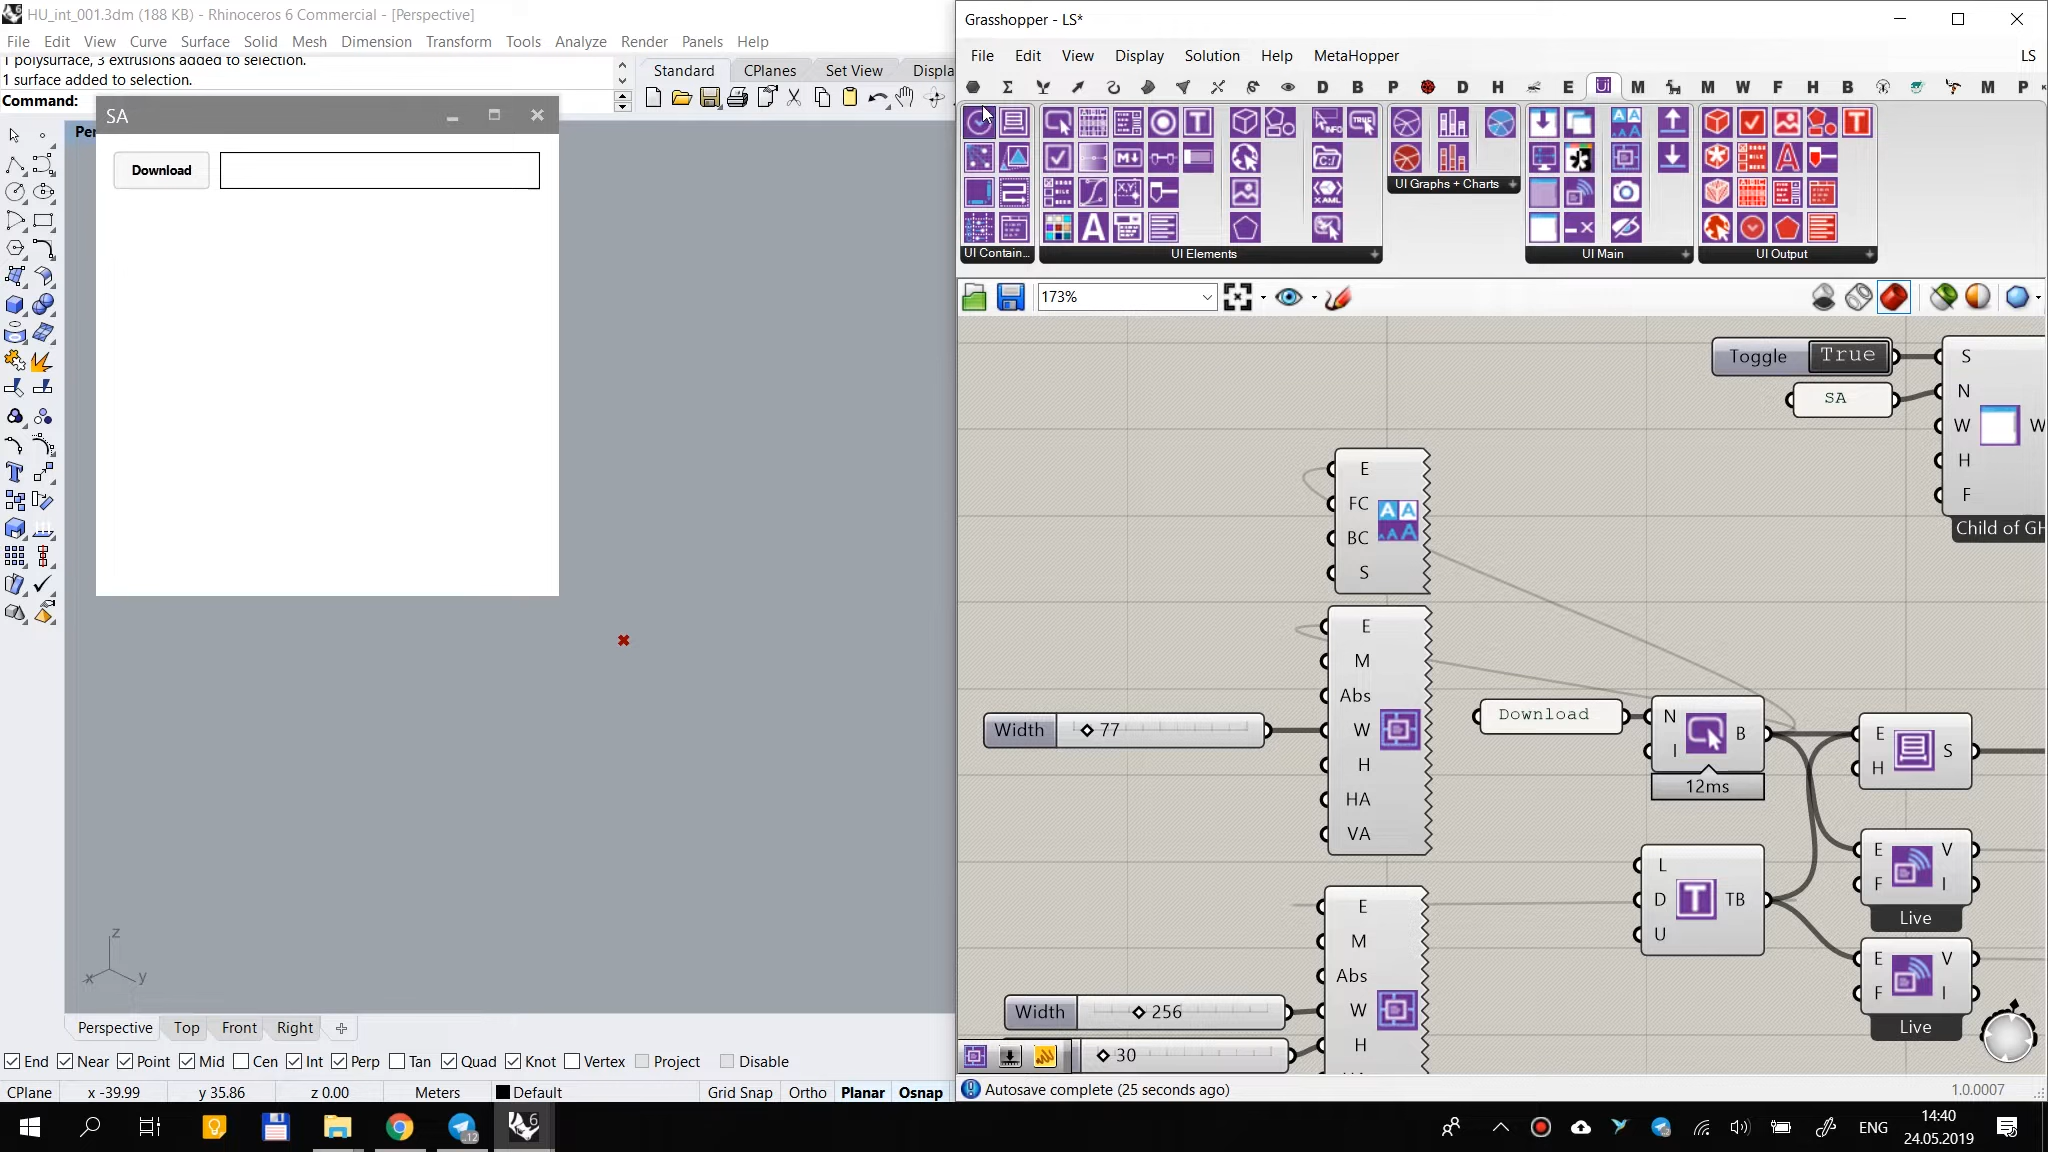 HU_int_001.3dm (188 KB) - Rhinoceros 6 Commercial - [Perspective]
File Edit View Curve Surface Solid Mesh Dimension Transform Tools Analyze Render Panels Help
1 polysurface, 3 extrusions added to selection.
1 surface added to selection.
Command:
Standard CPlanes Set View Displa
SA
Download
Grasshopper - LS*
File Edit View Display Solution Help MetaHopper
LS
D B P D H E UI M M W F H B M P
UI Contain...
UI Elements
UI Graphs + Charts
UI Main
UI Output
173%
Toggle True
SA
S
N
W
H
F
W
Child of GH
E
FC
BC
S
E
M
Abs
W
H
HA
VA
Width 77
Download
N
I
B
12ms
E
H
S
L
D
U
TB
E
F
V
I
Live
E
F
V
I
Live
E
M
Abs
W
H
Width 256
30
Autosave complete (25 seconds ago)
1.0.0007
z
x
y
Perspective Top Front Right
End Near Point Mid Cen Int Perp Tan Quad Knot Vertex Project Disable
CPlane x -39.99 y 35.86 z 0.00 Meters Default Grid Snap Ortho Planar Osnap
ENG
14:40
24.05.2019